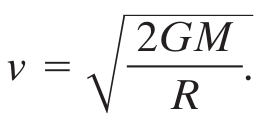 v = √(2GM/R).